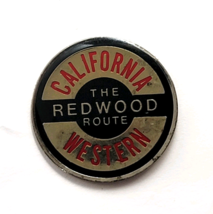 CALIFORNIA
THE
REDWOOD
ROUTE
WESTERN